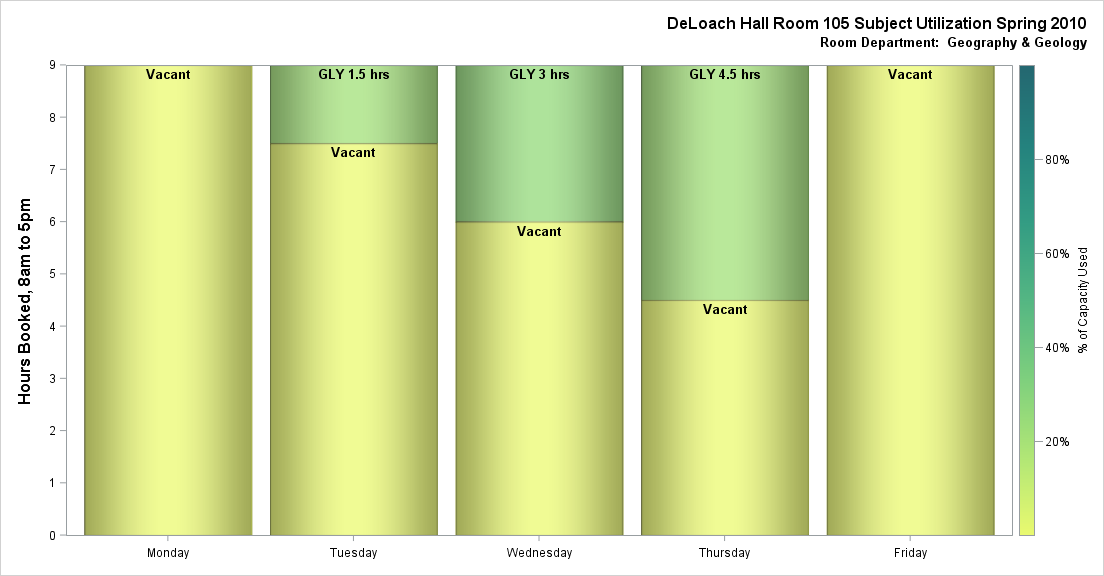 DeLoach Hall Room 105 Subject Utilization Spring 2010
Room Department: Geography & Geology
Hours Booked, 8am to 5pm
9
8
7
6
5
4
3
2
1
0
Vacant
GLY 1.5 hrs
Vacant
GLY 3 hrs
Vacant
GLY 4.5 hrs
Vacant
Vacant
Monday
Tuesday
Wednesday
Thursday
Friday
80%
60%
40%
20%
% of Capacity Used